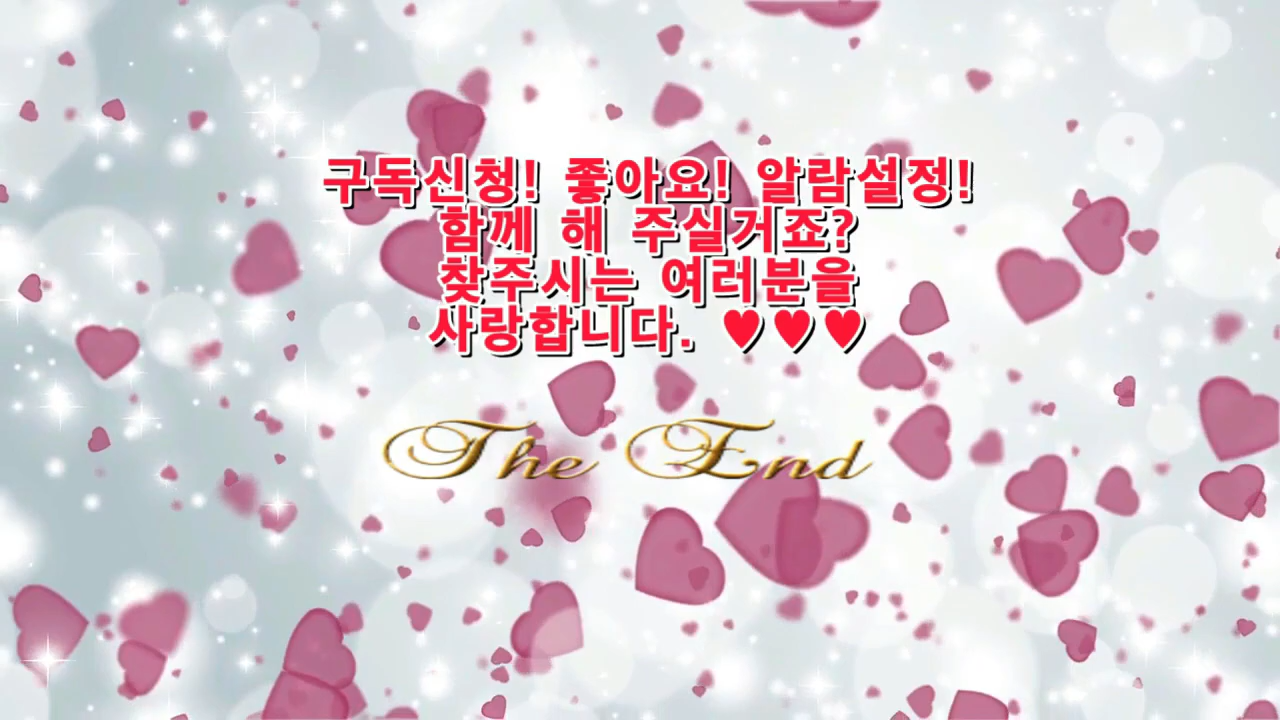 구독신청! 좋아요! 알람설정!
함께 해 주실거죠?
찾주시는 여러분을
사랑합니다. ♥♥♥
The End